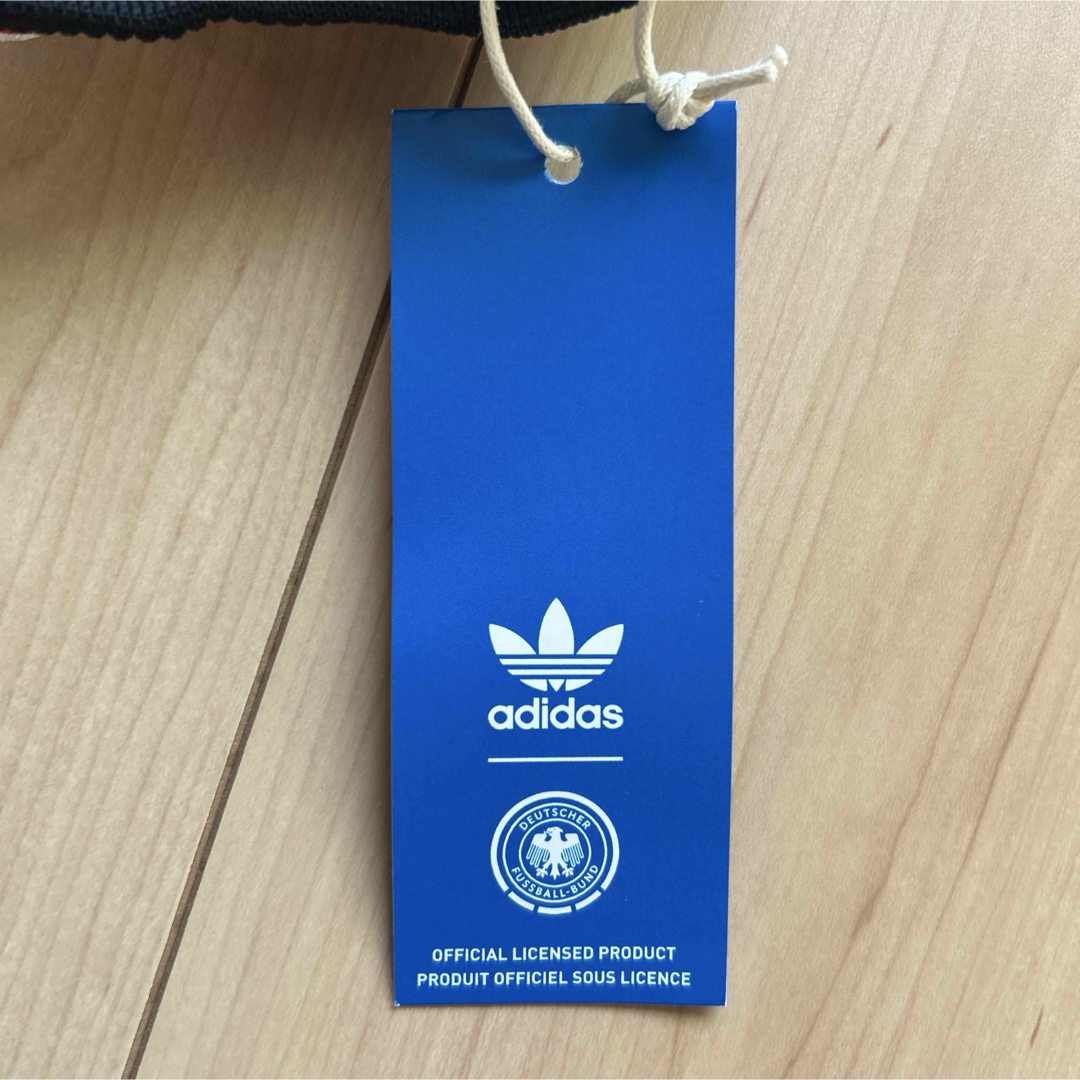 adidas
DEUTSCHER
FUSSBALL-BUND
OFFICIAL LICENSED PRODUCT
PRODUIT OFFICIEL SOUS LICENCE